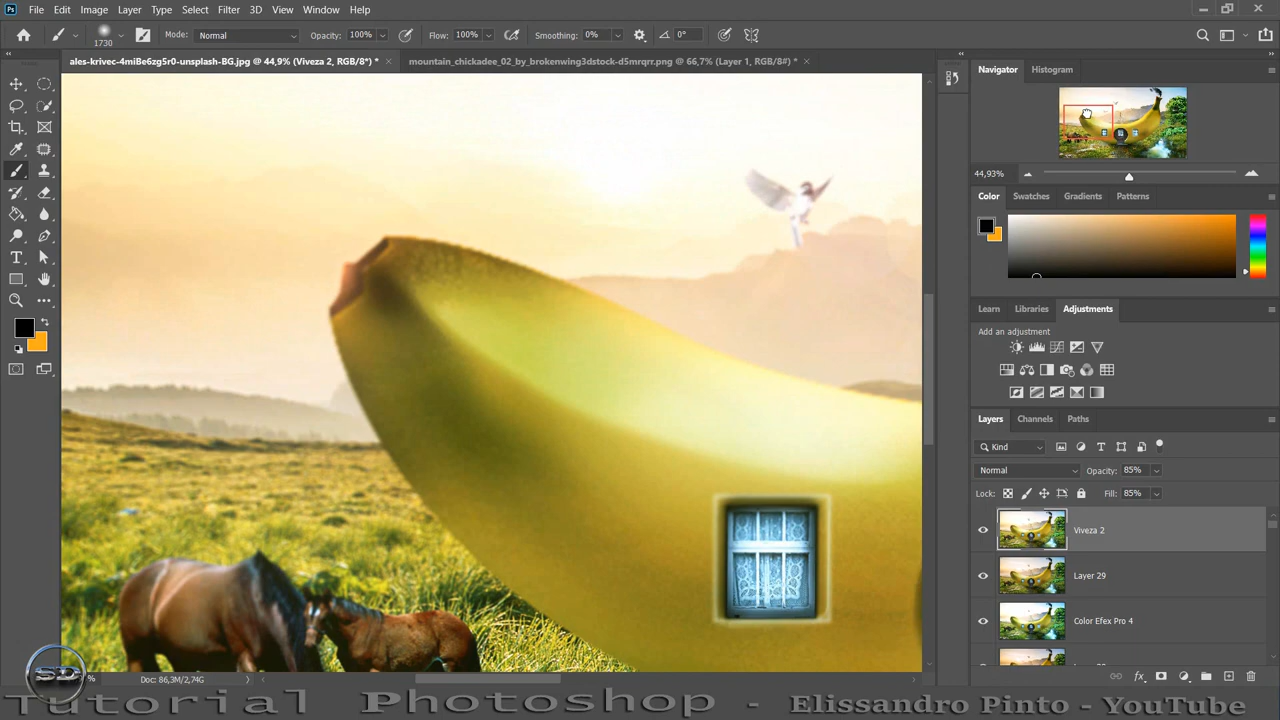 Ps File Edit Image Layer Type Select Filter 3D View Window Help
1730 Mode: Normal Opacity: 100% Flow: 100% Smoothing: 0% 0°
ales-krivec-4miBe6zg5r0-unsplash-BG.jpg @ 44,9% (Viveza 2, RGB/8*) * mountain_chickadee_02_by_brokenwing3dstock-d5mrqrr.png @ 66,7% (Layer 1, RGB/8#) *
Navigator Histogram
44,93%
Color Swatches Gradients Patterns
Learn Libraries Adjustments
Add an adjustment
Layers Channels Paths
Kind
Normal Opacity: 85%
Lock: Fill: 85%
Viveza 2
Layer 29
Color Efex Pro 4
SD
% Doc: 86,3M/2,74G
Tutorial Photoshop - Elissandro Pinto - YouTube